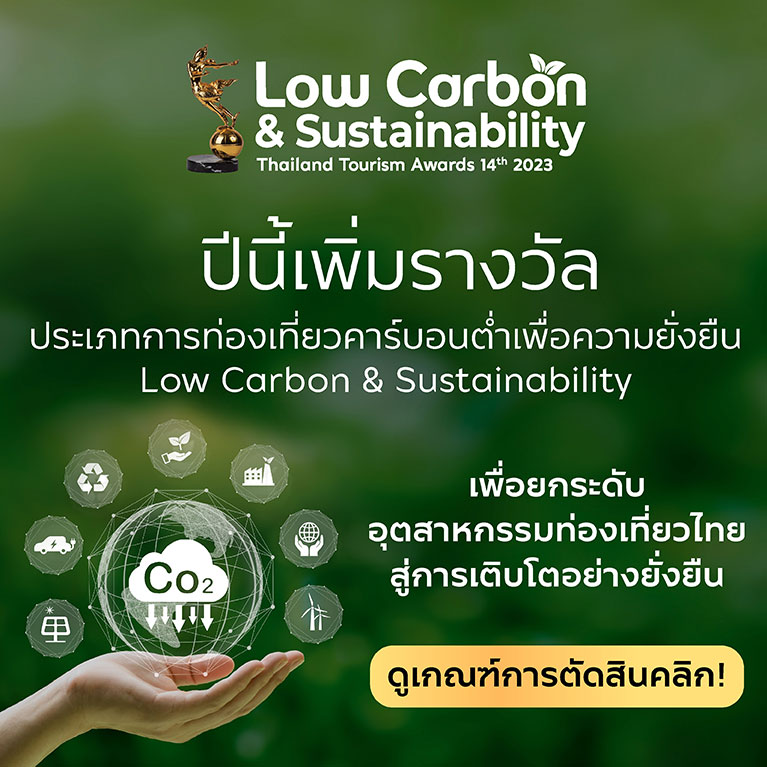 Low Carbon
& Sustainability
Thailand Tourism Awards 14th 2023
ปีนี้เพิ่มรางวัล
ประเภทการท่องเที่ยวคาร์บอนต่ำเพื่อความยั่งยืน
Low Carbon & Sustainability
เพื่อยกระดับ
อุตสาหกรรมท่องเที่ยวไทย
สู่การเติบโตอย่างยั่งยืน
Co2
ดูเกณฑ์การตัดสินคลิก!